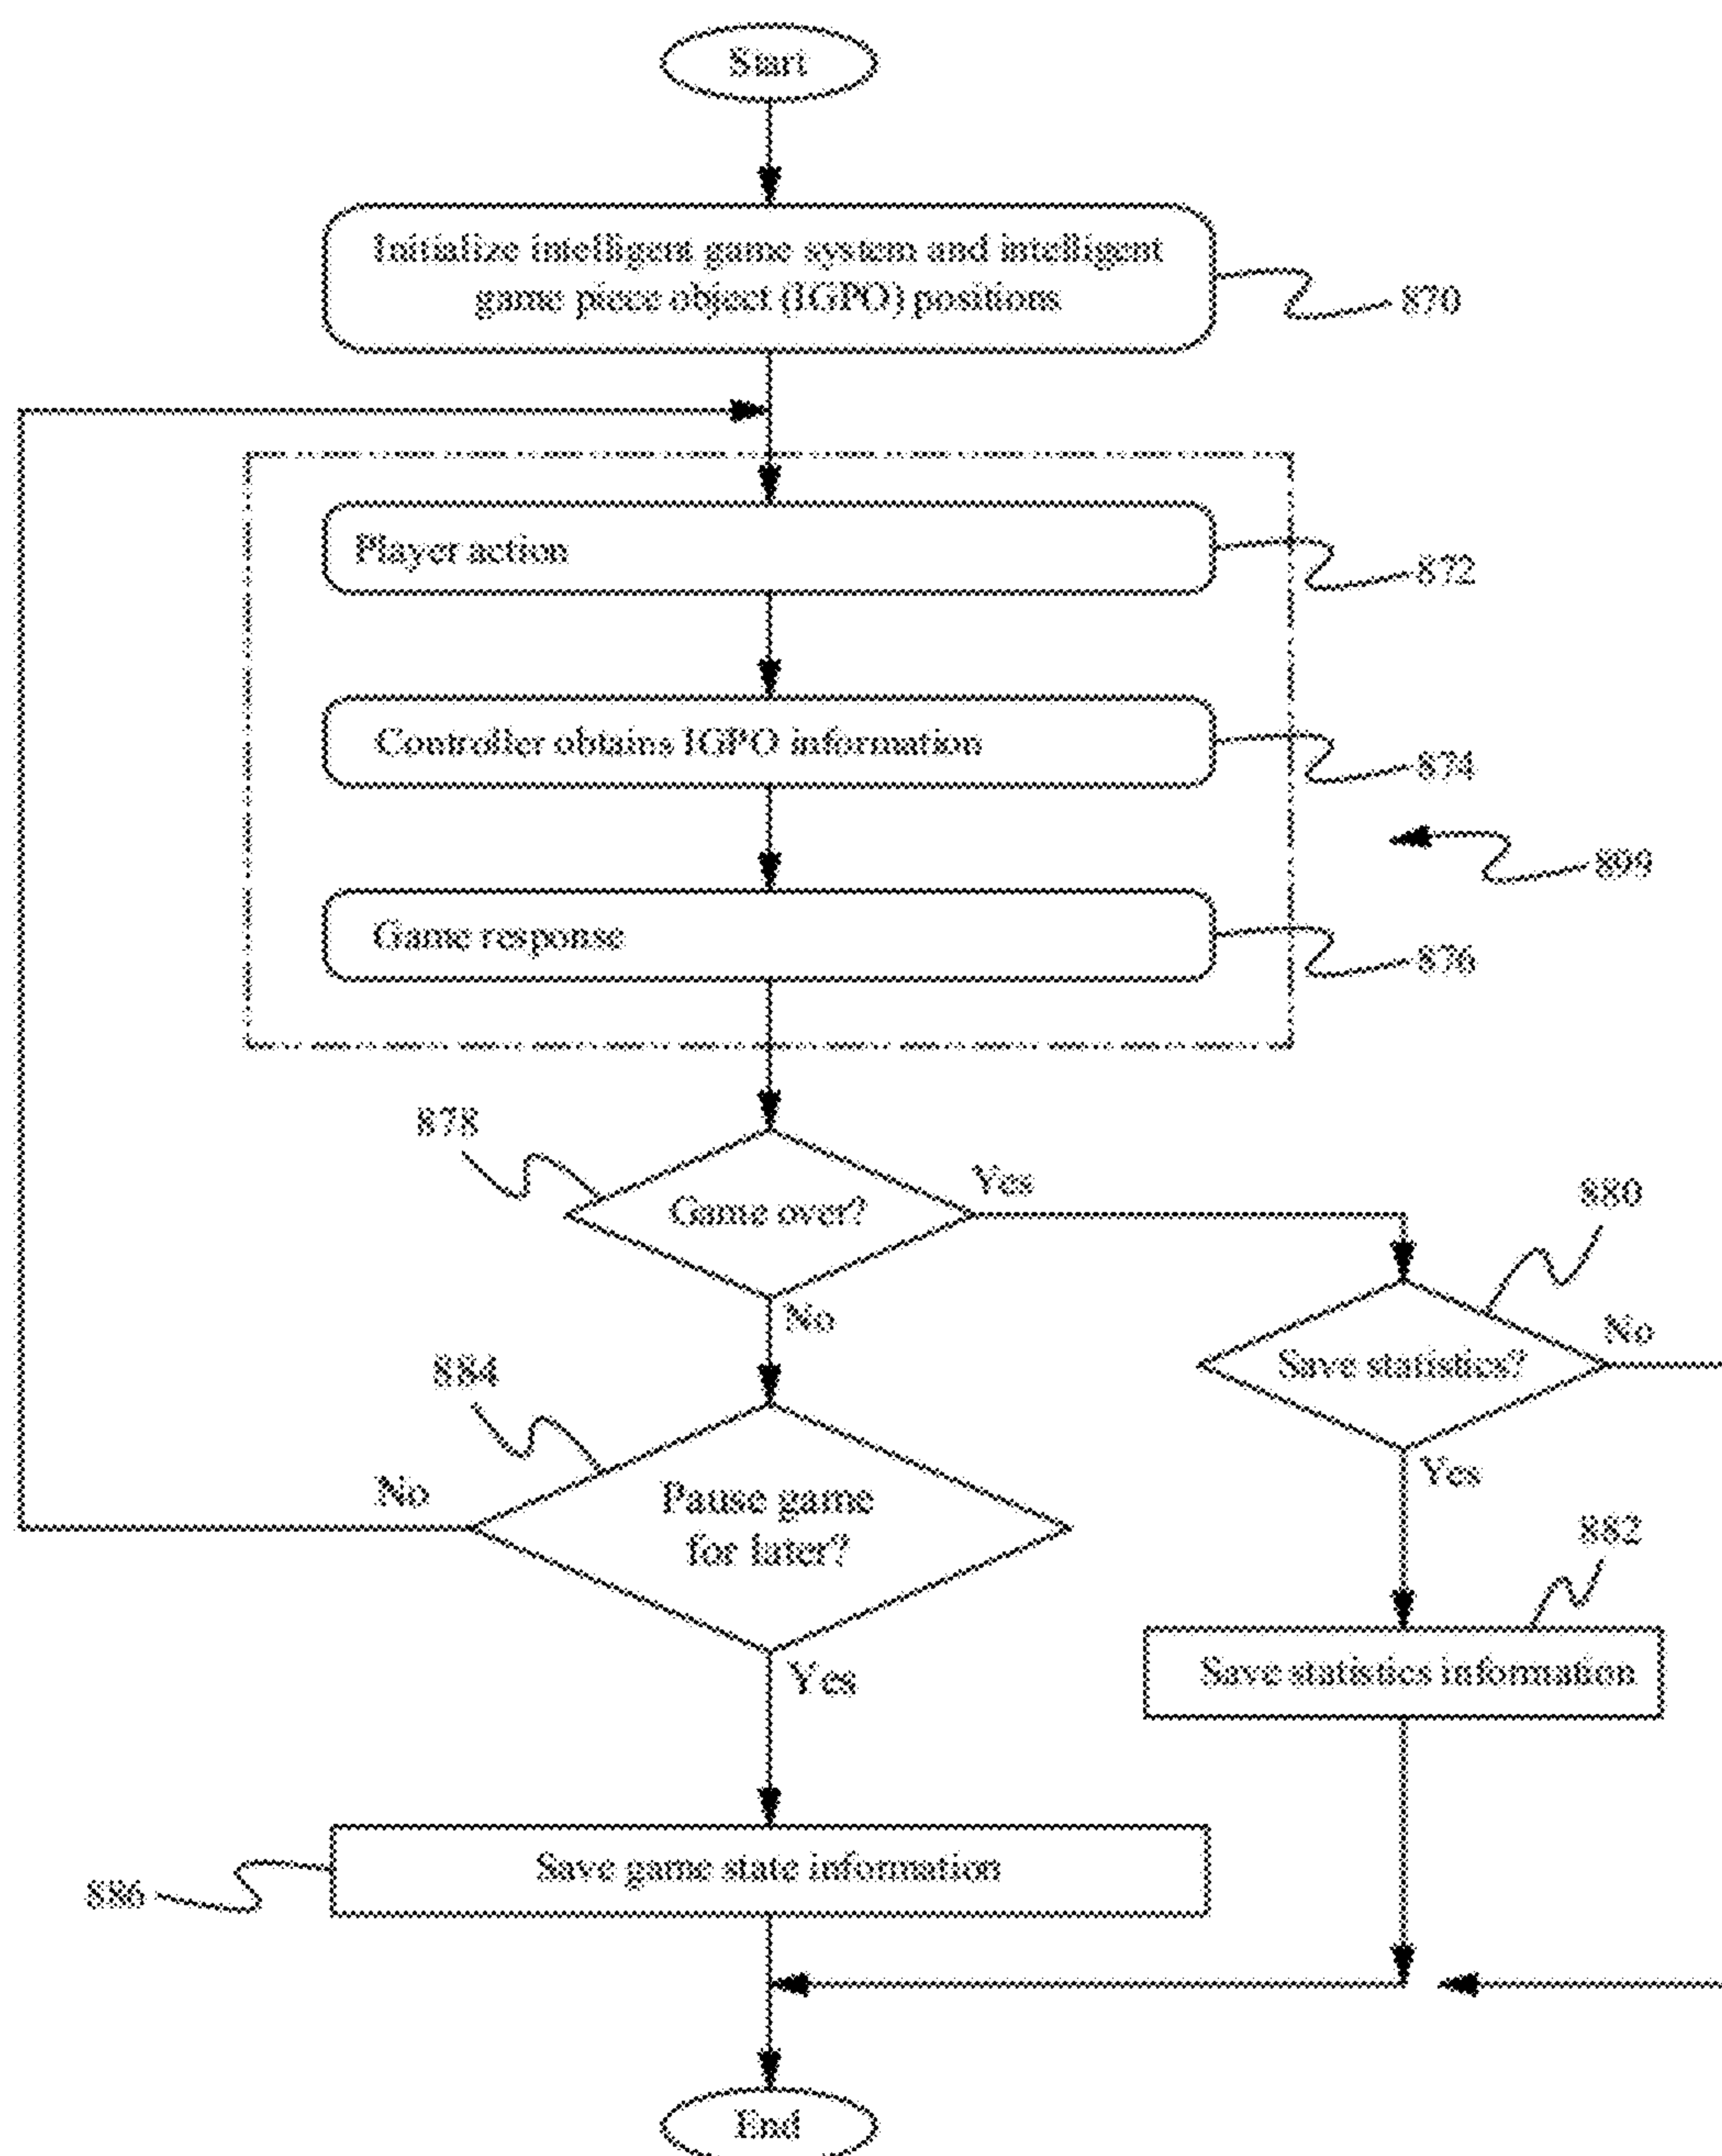 Start
Initialize intelligent game system and intelligent
game piece object (IGPO) positions
870
Player action
872
Controller obtains IGPO information
874
899
Game response
876
878
Game over?
Yes
No
880
Save statistics?
No
Yes
884
Pause game
for later?
No
Yes
882
Save statistics information
Save game state information
886
End